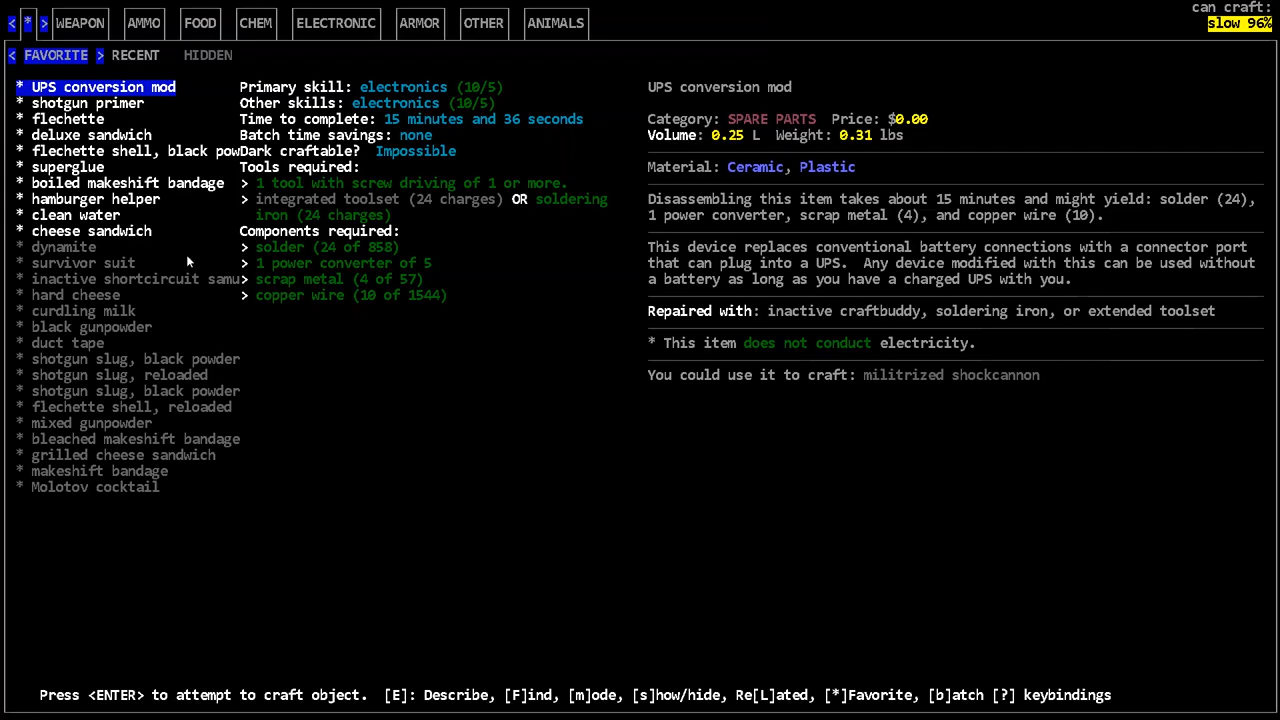 can craft:
< * > WEAPON AMMO FOOD CHEM ELECTRONIC ARMOR OTHER ANIMALS slow 96%
< FAVORITE > RECENT HIDDEN
* UPS conversion mod
* shotgun primer
* flechette
* deluxe sandwich
* flechette shell, black pow
* superglue
* boiled makeshift bandage
* hamburger helper
* clean water
* cheese sandwich
* dynamite
* survivor suit
* inactive shortcircuit samu
* hard cheese
* curdling milk
* black gunpowder
* duct tape
* shotgun slug, black powder
* shotgun slug, reloaded
* shotgun slug, black powder
* flechette shell, reloaded
* mixed gunpowder
* bleached makeshift bandage
* grilled cheese sandwich
* makeshift bandage
* Molotov cocktail
Primary skill: electronics (10/5)
Other skills: electronics (10/5)
Time to complete: 15 minutes and 36 seconds
Batch time savings: none
Dark craftable? Impossible
Tools required:
> 1 tool with screw driving of 1 or more.
> integrated toolset (24 charges) OR soldering
iron (24 charges)
Components required:
> solder (24 of 858)
> 1 power converter of 5
> scrap metal (4 of 57)
> copper wire (10 of 1544)
UPS conversion mod
Category: SPARE PARTS Price: $0.00
Volume: 0.25 L Weight: 0.31 lbs
Material: Ceramic, Plastic
Disassembling this item takes about 15 minutes and might yield: solder (24),
1 power converter, scrap metal (4), and copper wire (10).
This device replaces conventional battery connections with a connector port
that can plug into a UPS. Any device modified with this can be used without
a battery as long as you have a charged UPS with you.
Repaired with: inactive craftbuddy, soldering iron, or extended toolset
* This item does not conduct electricity.
You could use it to craft: militrized shockcannon
Press <ENTER> to attempt to craft object. [E]: Describe, [F]ind, [m]ode, [s]how/hide, Re[L]ated, [*]Favorite, [b]atch [?] keybindings